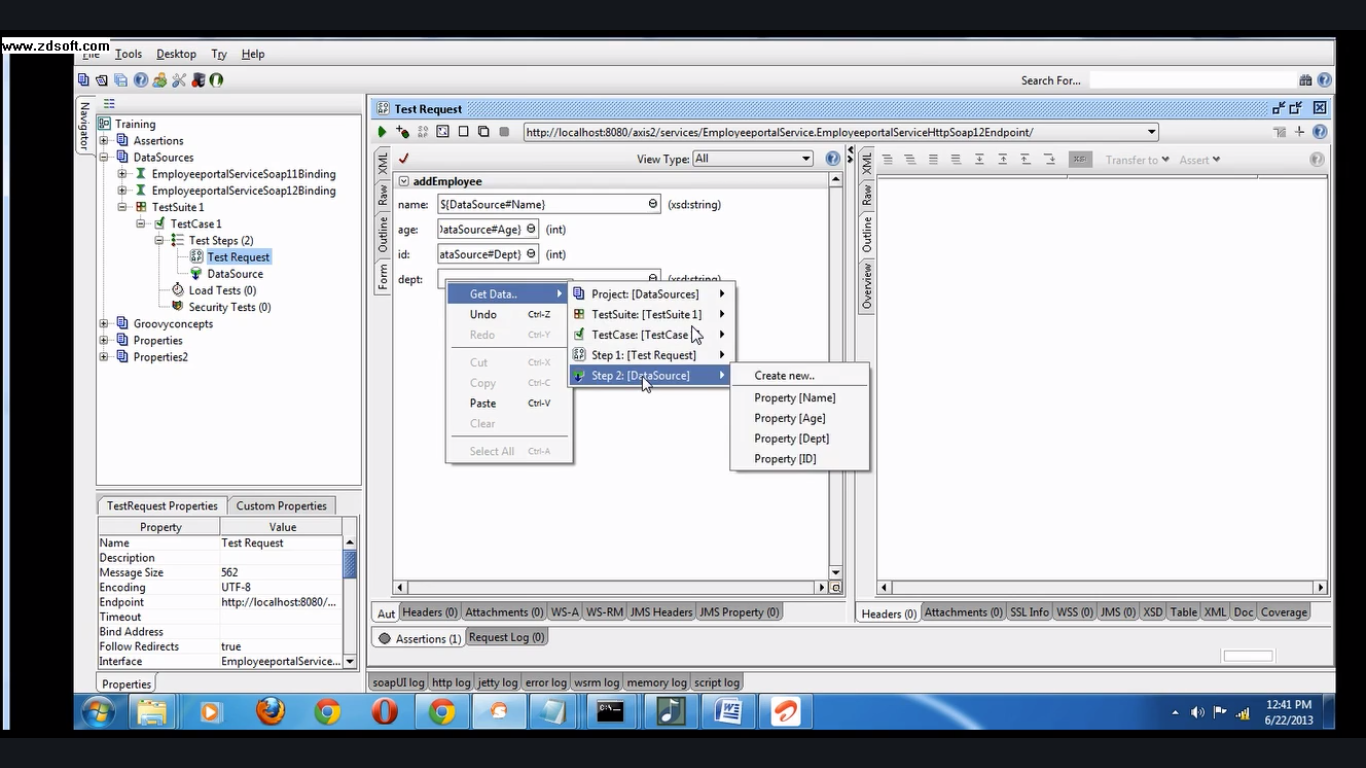 www.zdsoft.com
File Tools Desktop Try Help
Search For...
Navigator
Training
Assertions
DataSources
EmployeeportalServiceSoap11Binding
EmployeeportalServiceSoap12Binding
TestSuite 1
TestCase 1
Test Steps (2)
Test Request
DataSource
Load Tests (0)
Security Tests (0)
Groovyconcepts
Properties
Properties2
TestRequest Properties Custom Properties
Property Value
Name Test Request
Description
Message Size 562
Encoding UTF-8
Endpoint http://localhost:8080/...
Timeout
Bind Address
Follow Redirects true
Interface EmployeeportalService...
Properties
Test Request
http://localhost:8080/axis2/services/EmployeeportalService.EmployeeportalServiceHttpSoap12Endpoint/
View Type: All
XML
Raw
Outline
Form
addEmployee
name: ${DataSource#Name} (xsd:string)
age: DataSource#Age} (int)
id: ataSource#Dept} (int)
dept: (xsd:string)
Get Data..
Undo Ctrl-Z
Redo Ctrl-Y
Cut Ctrl-X
Copy Ctrl-C
Paste Ctrl-V
Clear
Select All Ctrl-A
Project: [DataSources]
TestSuite: [TestSuite 1]
TestCase: [TestCase
Step 1: [Test Request]
Step 2: [DataSource]
Create new..
Property [Name]
Property [Age]
Property [Dept]
Property [ID]
XML
Raw
Outline
Overview
Transfer to Assert
Aut Headers (0) Attachments (0) WS-A WS-RM JMS Headers JMS Property (0)
Headers (0) Attachments (0) SSL Info WSS (0) JMS (0) XSD Table XML Doc Coverage
Assertions (1) Request Log (0)
soapUI log http log jetty log error log wsrm log memory log script log
12:41 PM
6/22/2013